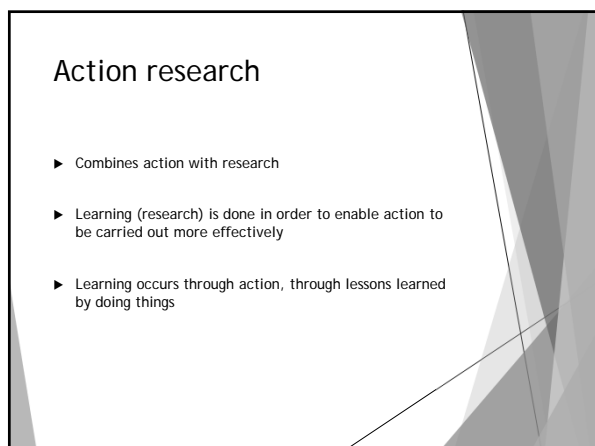 Action research
▶ Combines action with research
▶ Learning (research) is done in order to enable action to
be carried out more effectively
▶ Learning occurs through action, through lessons learned
by doing things